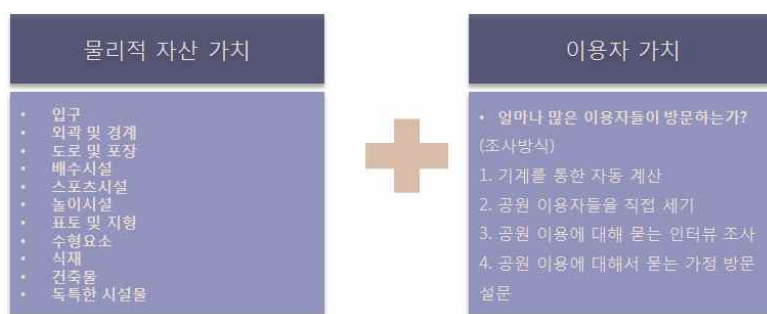 물리적 자산 가치
• 입구
• 외곽 및 경계
• 도로 및 포장
• 배수시설
• 스포츠시설
• 놀이시설
• 표토 및 지형
• 수형요소
• 식재
• 건축물
• 독특한 시설물
이용자 가치
• 얼마나 많은 이용자들이 방문하는가?
(조사방식)
1. 기계를 통한 자동 계산
2. 공원 이용자들을 직접 세기
3. 공원 이용에 대해 묻는 인터뷰 조사
4. 공원 이용에 대해서 묻는 가정 방문
설문